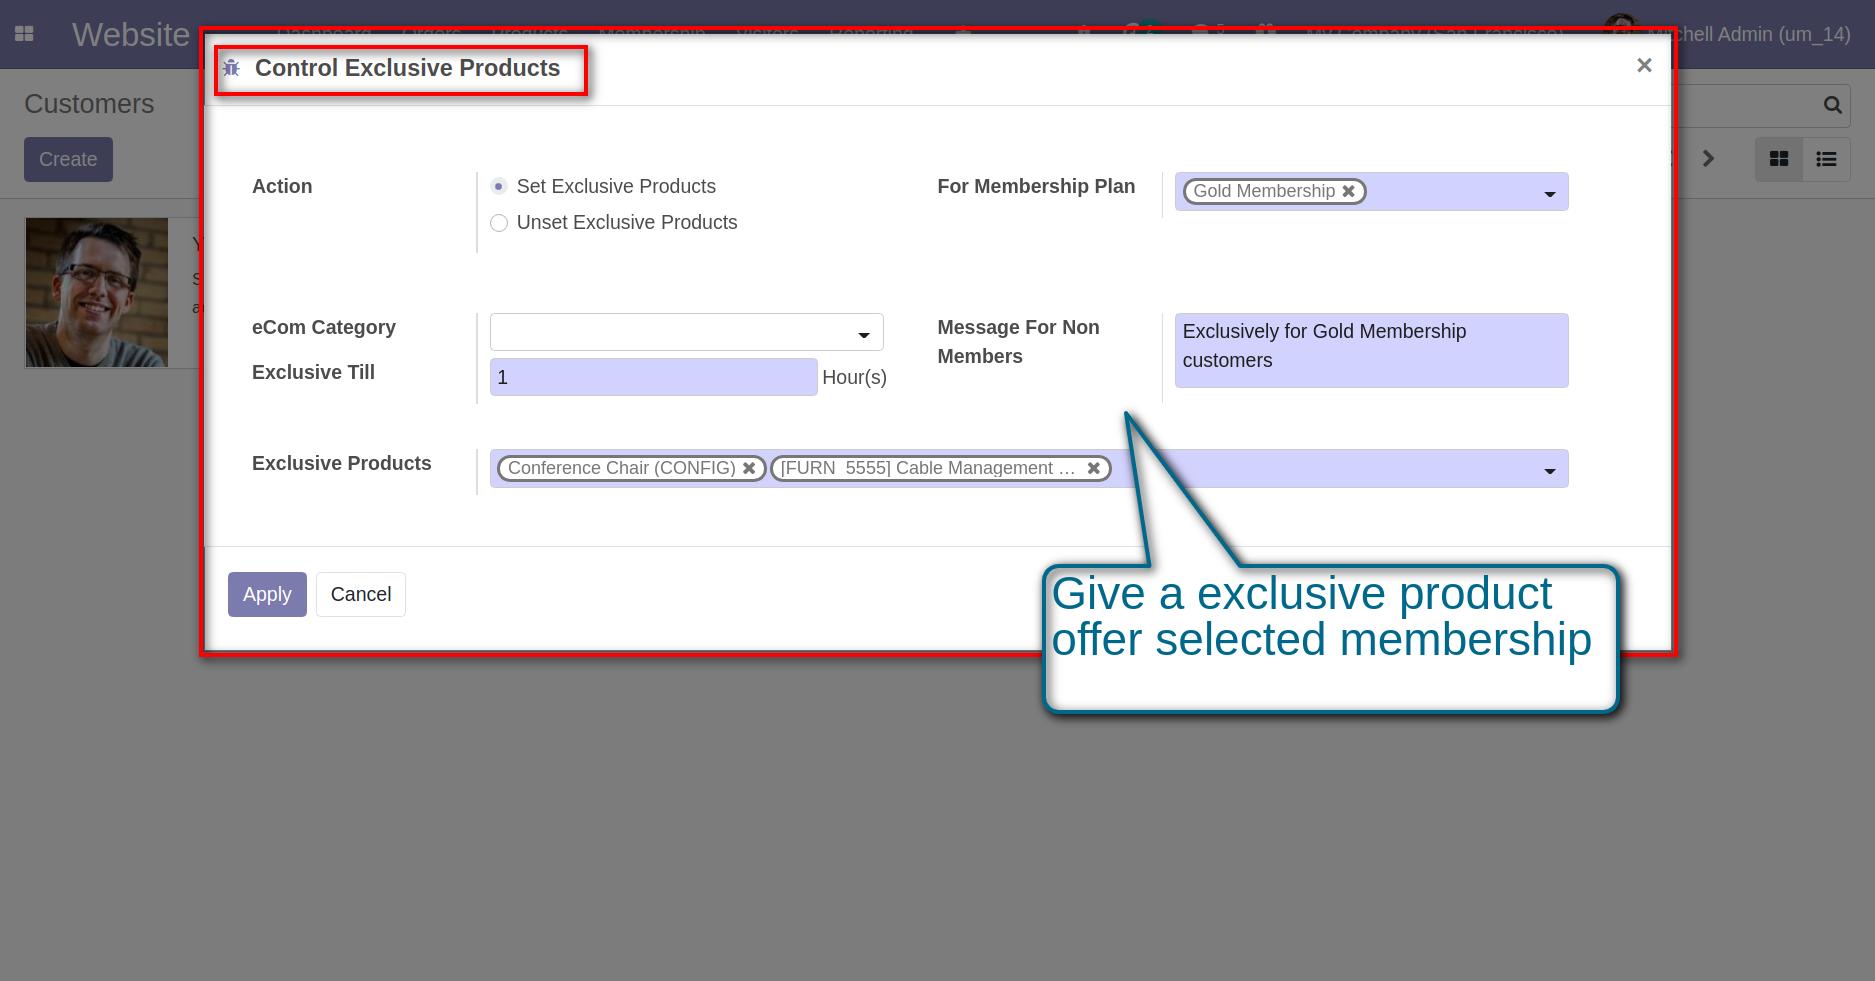 Website
Mitchell Admin (um_14)
Control Exclusive Products
×
Customers
Create
Action
Set Exclusive Products
Unset Exclusive Products
For Membership Plan
Gold Membership
eCom Category
Exclusive Till
1
Hour(s)
Message For Non
Members
Exclusively for Gold Membership
customers
Exclusive Products
Conference Chair (CONFIG)
[FURN_5555] Cable Management …
Apply
Cancel
Give a exclusive product
offer selected membership